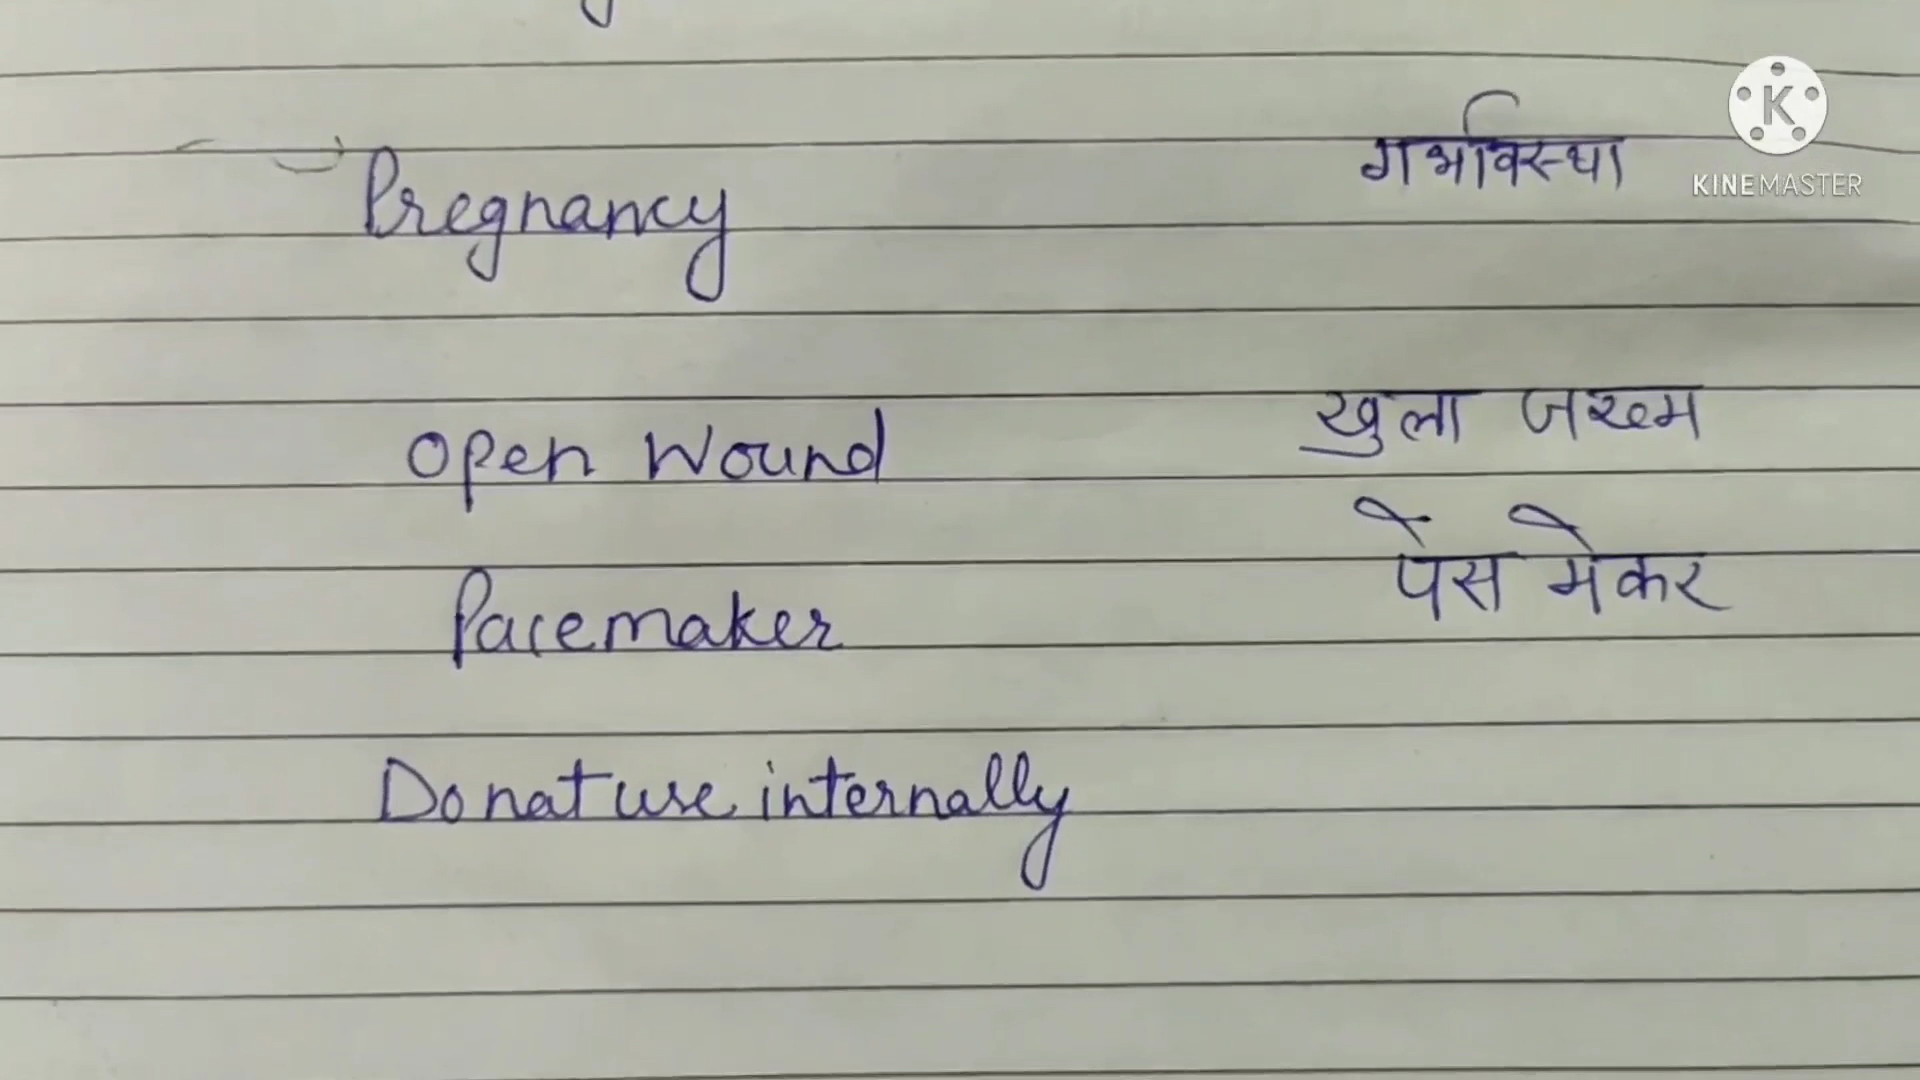 Pregnancy गर्भावस्था
K
KINEMASTER
Open Wound खुला जख्म
Pacemaker पेस मेकर
Do not use internally